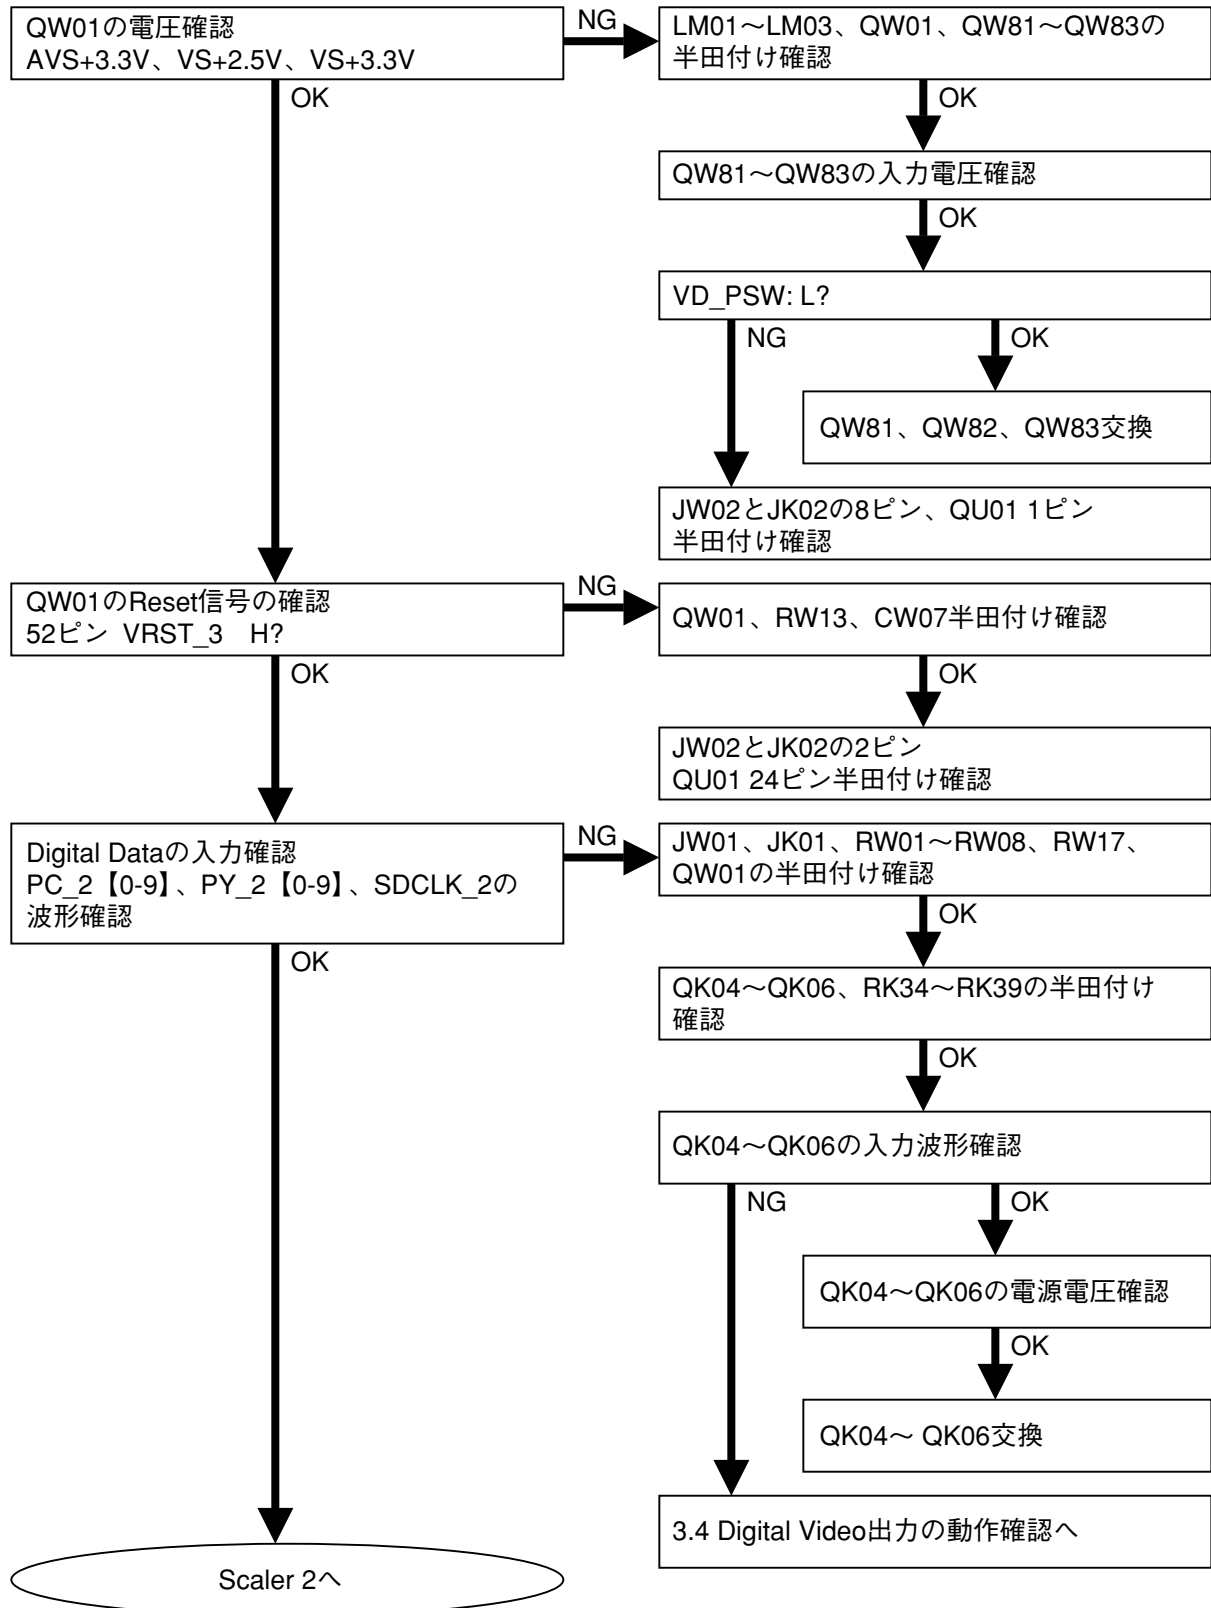 QW01の電圧確認
AVS+3.3V、VS+2.5V、VS+3.3V
NG
LM01〜LM03、QW01、QW81〜QW83の
半田付け確認
OK
OK
QW81〜QW83の入力電圧確認
OK
VD_PSW: L?
NG
OK
QW81、QW82、QW83交換
JW02とJK02の8ピン、QU01 1ピン
半田付け確認
QW01のReset信号の確認
52ピン VRST_3 H?
NG
QW01、RW13、CW07半田付け確認
OK
OK
JW02とJK02の2ピン
QU01 24ピン半田付け確認
Digital Dataの入力確認
PC_2【0-9】、PY_2【0-9】、SDCLK_2の
波形確認
NG
JW01、JK01、RW01〜RW08、RW17、
QW01の半田付け確認
OK
OK
QK04〜QK06、RK34〜RK39の半田付け
確認
OK
QK04〜QK06の入力波形確認
NG
OK
QK04〜QK06の電源電圧確認
OK
QK04〜 QK06交換
3.4 Digital Video出力の動作確認へ
Scaler 2へ